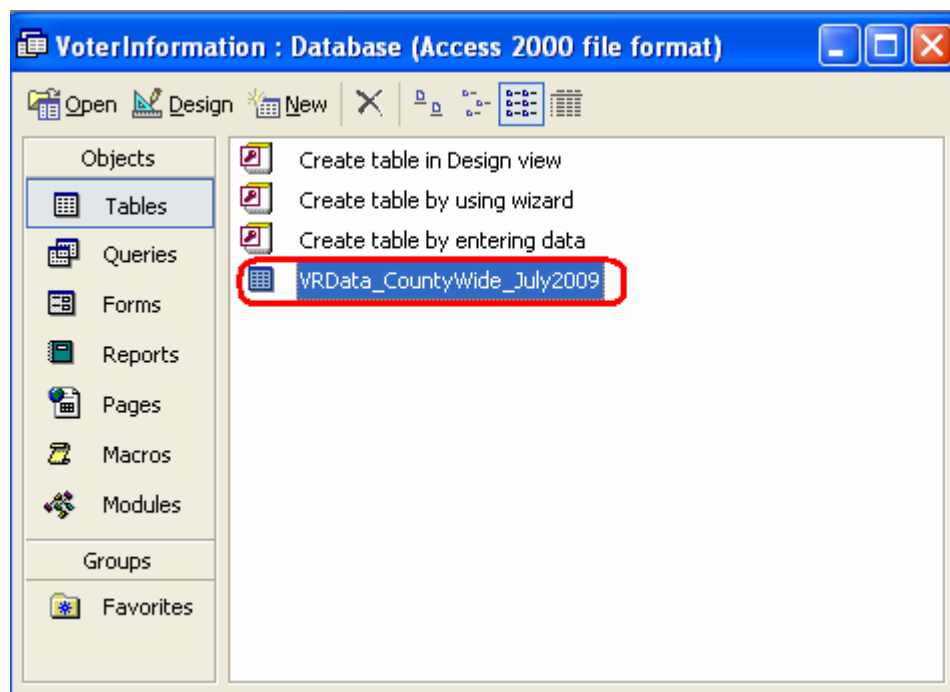 VoterInformation : Database (Access 2000 file format)
Open Design New
Objects
Tables
Queries
Forms
Reports
Pages
Macros
Modules
Groups
Favorites
Create table in Design view
Create table by using wizard
Create table by entering data
VRData_CountyWide_July2009